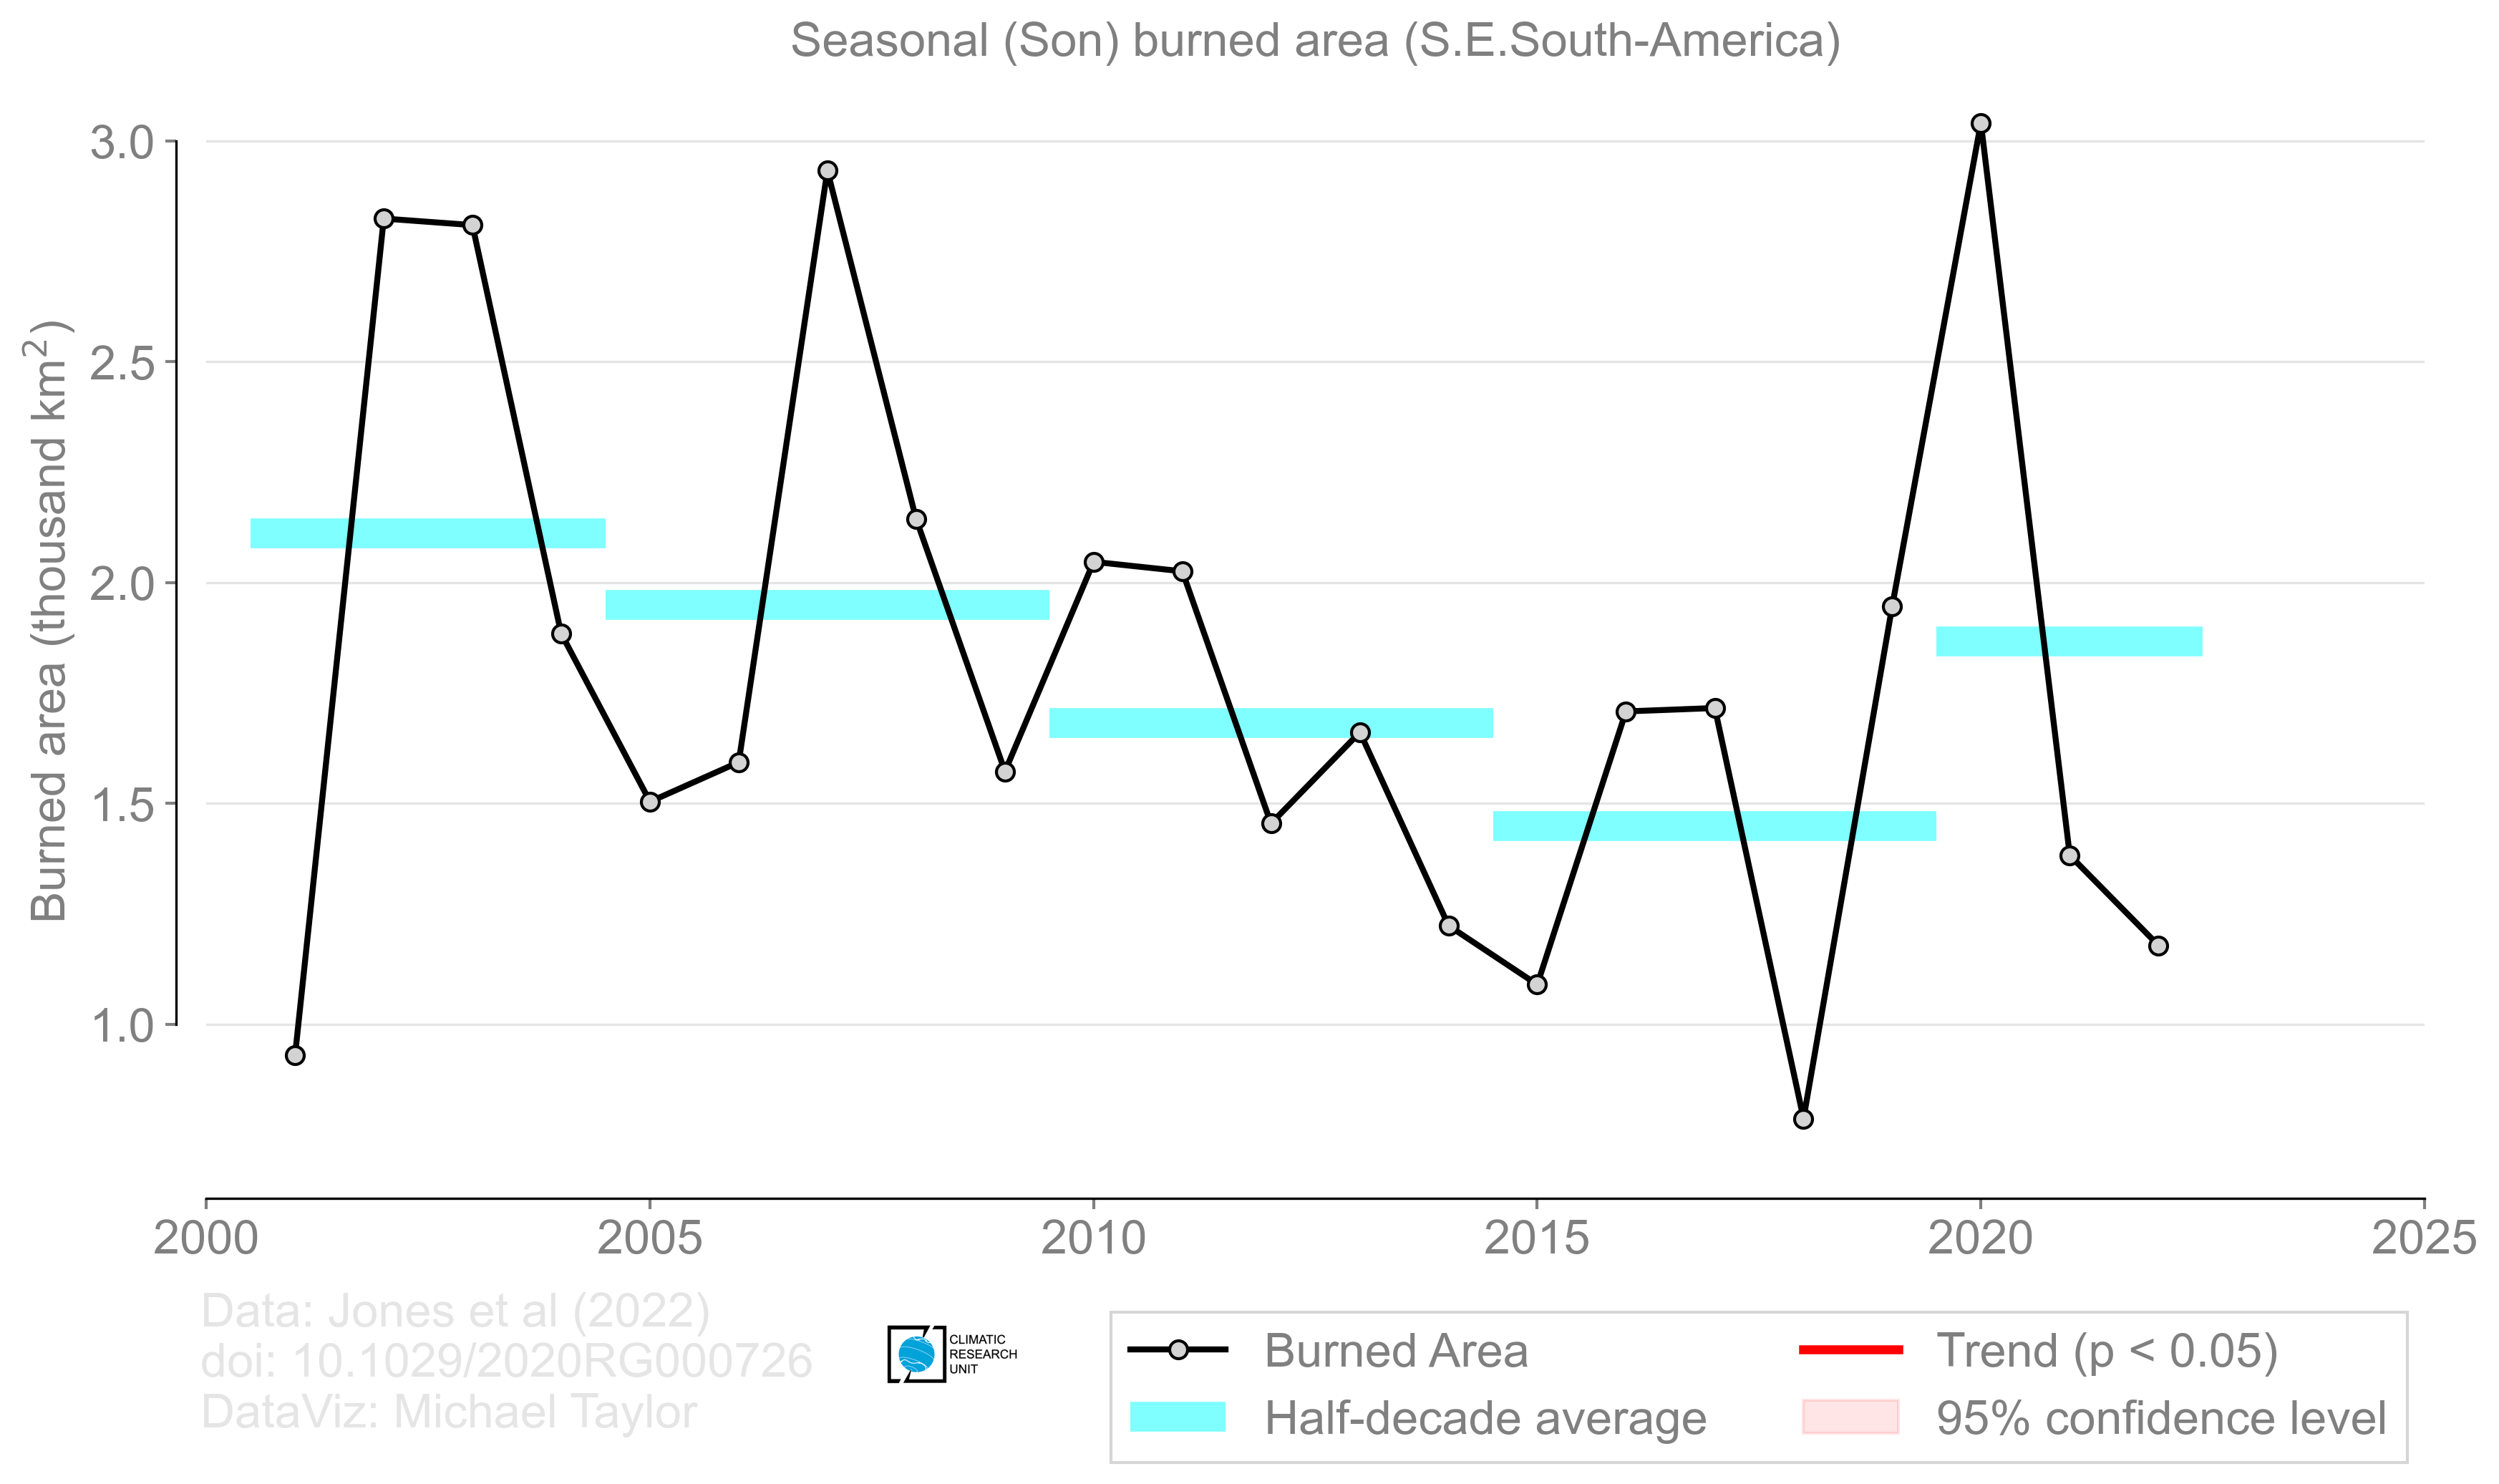 Seasonal (Son) burned area (S.E.South-America)
Burned area (thousand km²)
3.0
2.5
2.0
1.5
1.0
2000
2005
2010
2015
2020
2025
Data: Jones et al (2022)
doi: 10.1029/2020RG000726
DataViz: Michael Taylor
CLIMATIC
RESEARCH
UNIT
Burned Area
Half-decade average
Trend (p < 0.05)
95% confidence level